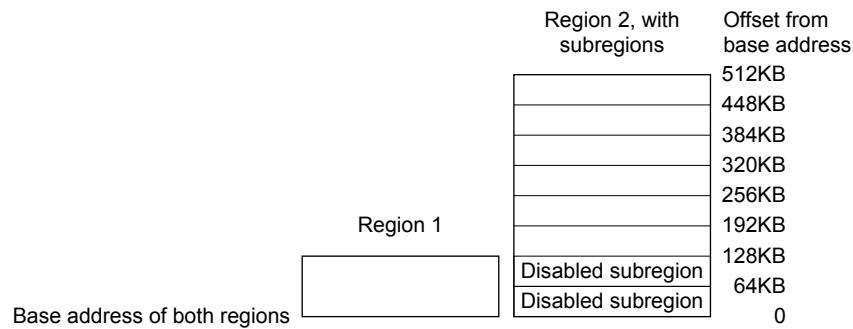 Region 2, with
subregions
Offset from
base address
512KB
448KB
384KB
320KB
256KB
Region 1
192KB
128KB
Disabled subregion
64KB
Disabled subregion
Base address of both regions
0